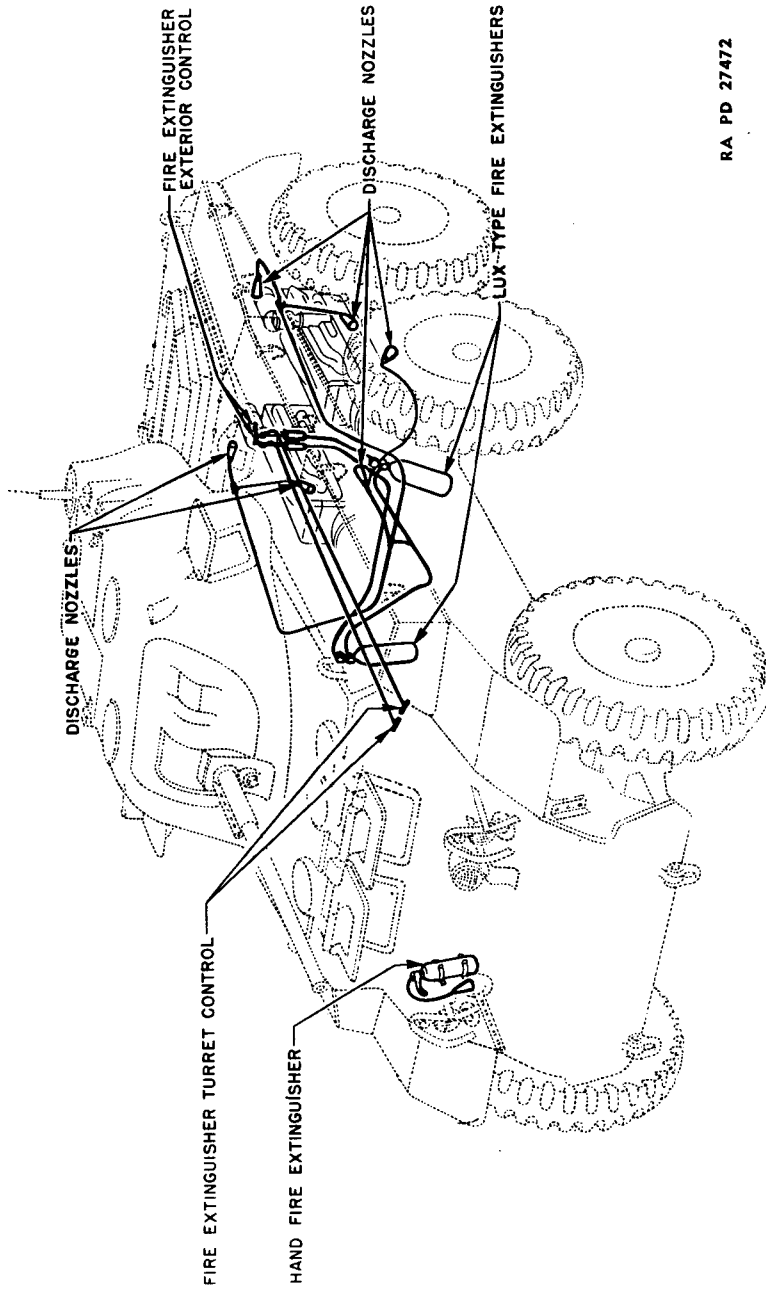 FIRE EXTINGUISHER
EXTERIOR CONTROL
DISCHARGE NOZZLES
DISCHARGE NOZZLES
LUX-TYPE FIRE EXTINGUISHERS
FIRE EXTINGUISHER TURRET CONTROL
HAND FIRE EXTINGUISHER
RA PD 27472